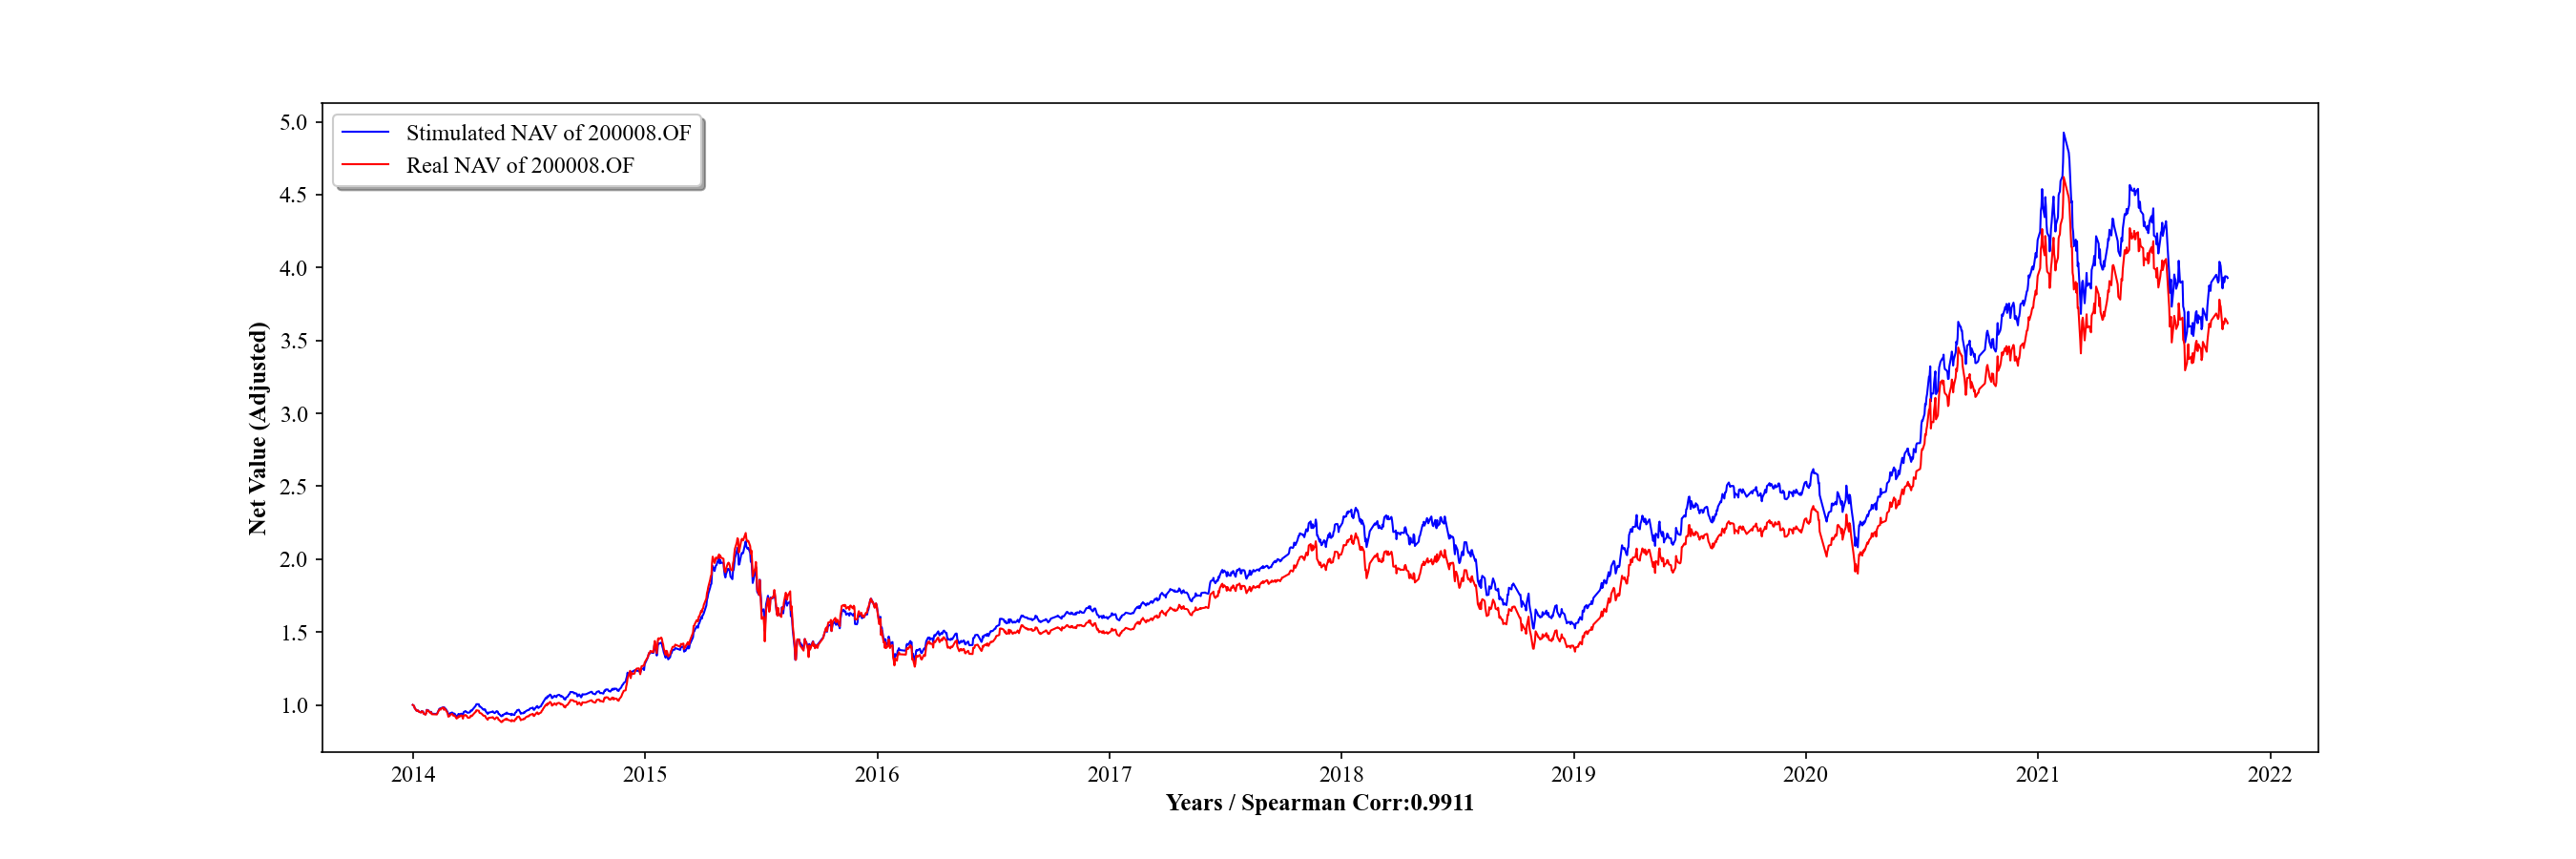 Stimulated NAV of 200008.OF
Real NAV of 200008.OF
Net Value (Adjusted)
5.0
4.5
4.0
3.5
3.0
2.5
2.0
1.5
1.0
2014 2015 2016 2017 2018 2019 2020 2021 2022
Years / Spearman Corr:0.9911